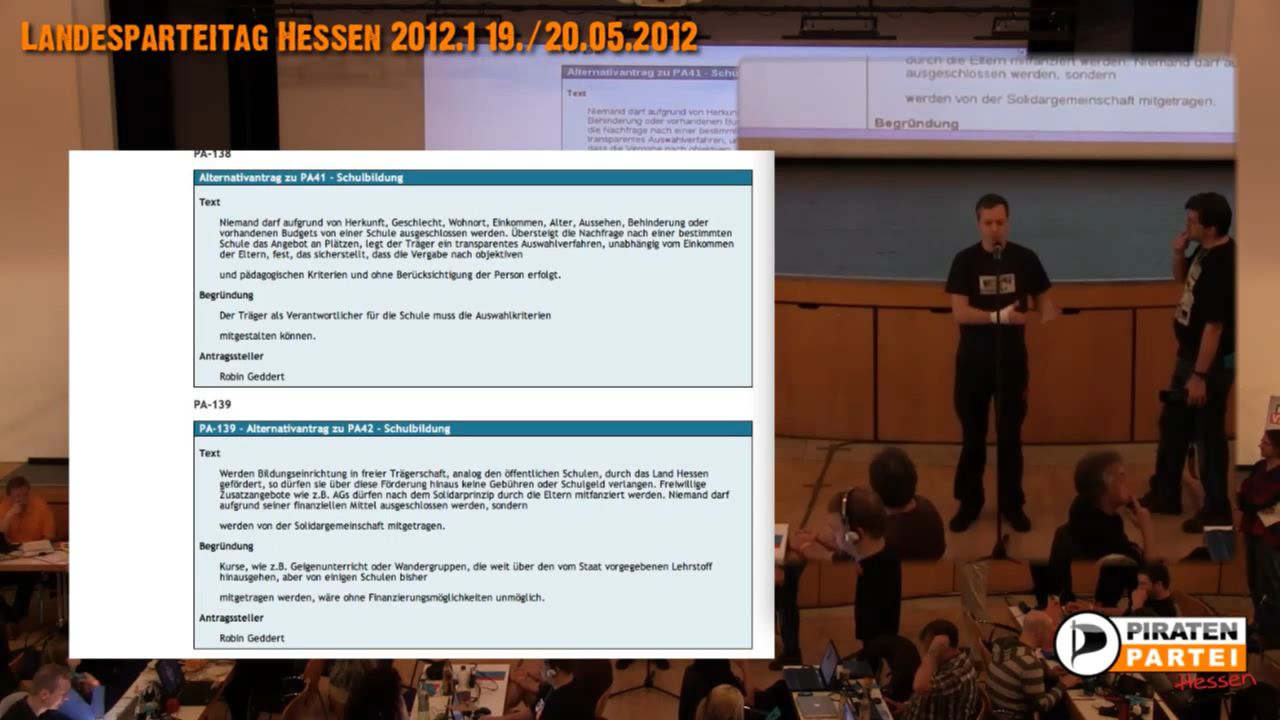 LANDESPARTEITAG HESSEN 2012.1 19./20.05.2012
Alternativantrag zu PA41 - Schu
Text
Niemand darf aufgrund von Herkun
Behinderung oder vorhandenen Bu
die Nachfrage nach einer bestimm
transparentes Auswahlverfahren, u
dass die Vergabe nach objektiven
durch die Eltern mitfanziert werden. Niemand darf a
ausgeschlossen werden, sondern
werden von der Solidargemeinschaft mitgetragen.
Begründung
PA-138
Alternativantrag zu PA41 - Schulbildung
Text
Niemand darf aufgrund von Herkunft, Geschlecht, Wohnort, Einkommen, Alter, Aussehen, Behinderung oder
vorhandenen Budgets von einer Schule ausgeschlossen werden. Übersteigt die Nachfrage nach einer bestimmten
Schule das Angebot an Plätzen, legt der Träger ein transparentes Auswahlverfahren, unabhängig vom Einkommen
der Eltern, fest, das sicherstellt, dass die Vergabe nach objektiven
und pädagogischen Kriterien und ohne Berücksichtigung der Person erfolgt.
Begründung
Der Träger als Verantwortlicher für die Schule muss die Auswahlkriterien
mitgestalten können.
Antragssteller
Robin Geddert
PA-139
PA-139 - Alternativantrag zu PA42 - Schulbildung
Text
Werden Bildungseinrichtung in freier Trägerschaft, analog den öffentlichen Schulen, durch das Land Hessen
gefördert, so dürfen sie über diese Förderung hinaus keine Gebühren oder Schulgeld verlangen. Freiwillige
Zusatzangebote wie z.B. AGs dürfen nach dem Solidarprinzip durch die Eltern mitfanziert werden. Niemand darf
aufgrund seiner finanziellen Mittel ausgeschlossen werden, sondern
werden von der Solidargemeinschaft mitgetragen.
Begründung
Kurse, wie z.B. Geigenunterricht oder Wandergruppen, die weit über den vom Staat vorgegebenen Lehrstoff
hinausgehen, aber von einigen Schulen bisher
mitgetragen werden, wäre ohne Finanzierungsmöglichkeiten unmöglich.
Antragssteller
Robin Geddert
PIRATEN
PARTEI
Hessen